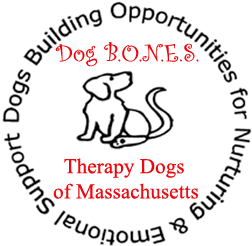 Dog B.O.N.E.S.
Therapy Dogs
of Massachusetts
Dogs Building Opportunities for Nurturing & Emotional Support